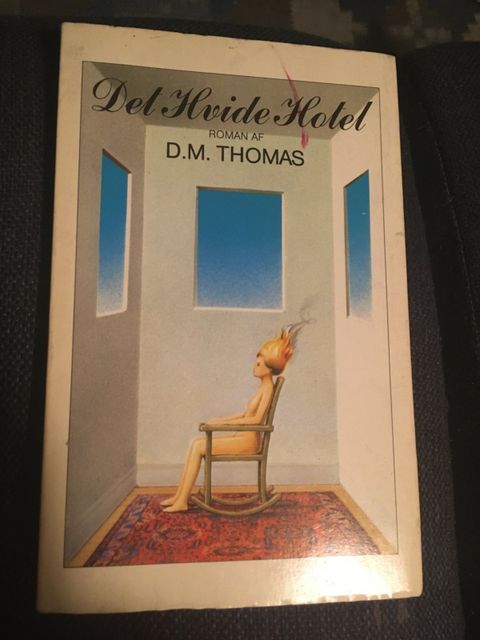 Det Hvide Hotel
ROMAN AF
D.M. THOMAS